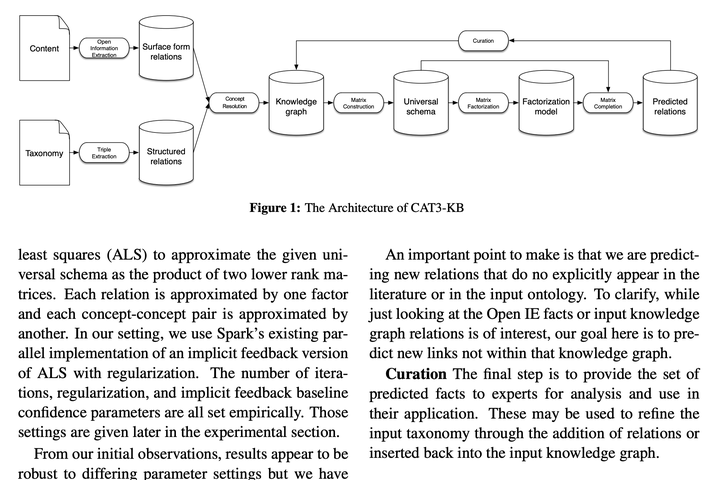 Content
Open
Information
Extraction
Surface form
relations
Curation
Concept
Resolution
Knowledge
graph
Matrix
Construction
Universal
schema
Matrix
Factorization
Factorization
model
Matrix
Completion
Predicted
relations
Taxonomy
Triple
Extraction
Structured
relations
Figure 1: The Architecture of CAT3-KB
least squares (ALS) to approximate the given uni-
versal schema as the product of two lower rank ma-
trices. Each relation is approximated by one factor
and each concept-concept pair is approximated by
another. In our setting, we use Spark's existing par-
allel implementation of an implicit feedback version
of ALS with regularization. The number of itera-
tions, regularization, and implicit feedback baseline
confidence parameters are all set empirically. Those
settings are given later in the experimental section.
From our initial observations, results appear to be
robust to differing parameter settings but we have
An important point to make is that we are predict-
ing new relations that do no explicitly appear in the
literature or in the input ontology. To clarify, while
just looking at the Open IE facts or input knowledge
graph relations is of interest, our goal here is to pre-
dict new links not within that knowledge graph.
Curation The final step is to provide the set of
predicted facts to experts for analysis and use in
their application. These may be used to refine the
input taxonomy through the addition of relations or
inserted back into the input knowledge graph.